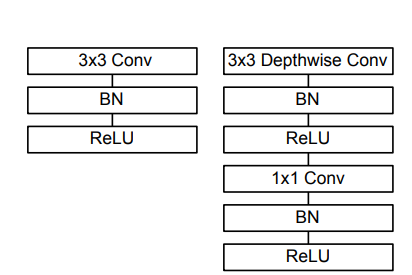 3x3 Conv
BN
ReLU
3x3 Depthwise Conv
BN
ReLU
1x1 Conv
BN
ReLU